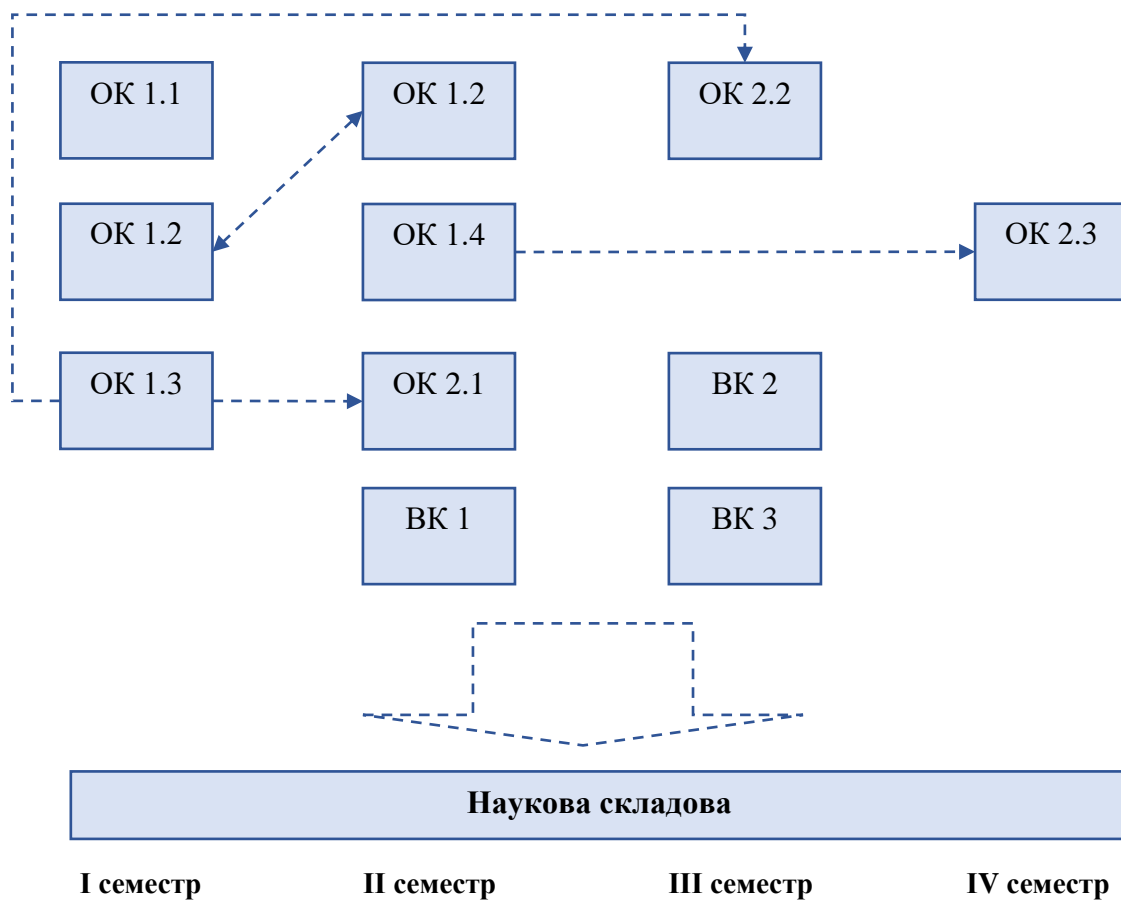 ОК 1.1
ОК 1.2
ОК 2.2
ОК 1.2
ОК 1.4
ОК 2.3
ОК 1.3
ОК 2.1
ВК 2
ВК 1
ВК 3
Наукова складова
I семестр
II семестр
III семестр
IV семестр